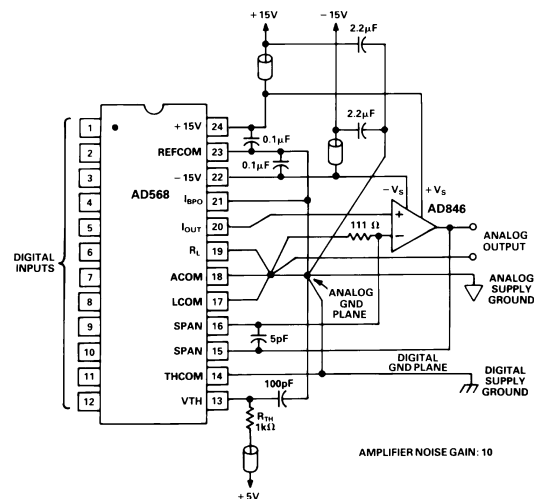 +15V
−15V
2.2µF
2.2µF
1
2
3
4
5
6
7
8
9
10
11
12
DIGITAL
INPUTS
AD568
+15V
24
REFCOM
23
−15V
22
IBPO
21
IOUT
20
RL
19
ACOM
18
LCOM
17
SPAN
16
SPAN
15
THCOM
14
VTH
13
0.1µF
0.1µF
−VS
+VS
AD846
111 Ω
+
−
ANALOG
OUTPUT
ANALOG
GND
PLANE
ANALOG
SUPPLY
GROUND
5pF
DIGITAL
GND PLANE
DIGITAL
SUPPLY
GROUND
100pF
RTH
1kΩ
+5V
AMPLIFIER NOISE GAIN: 10